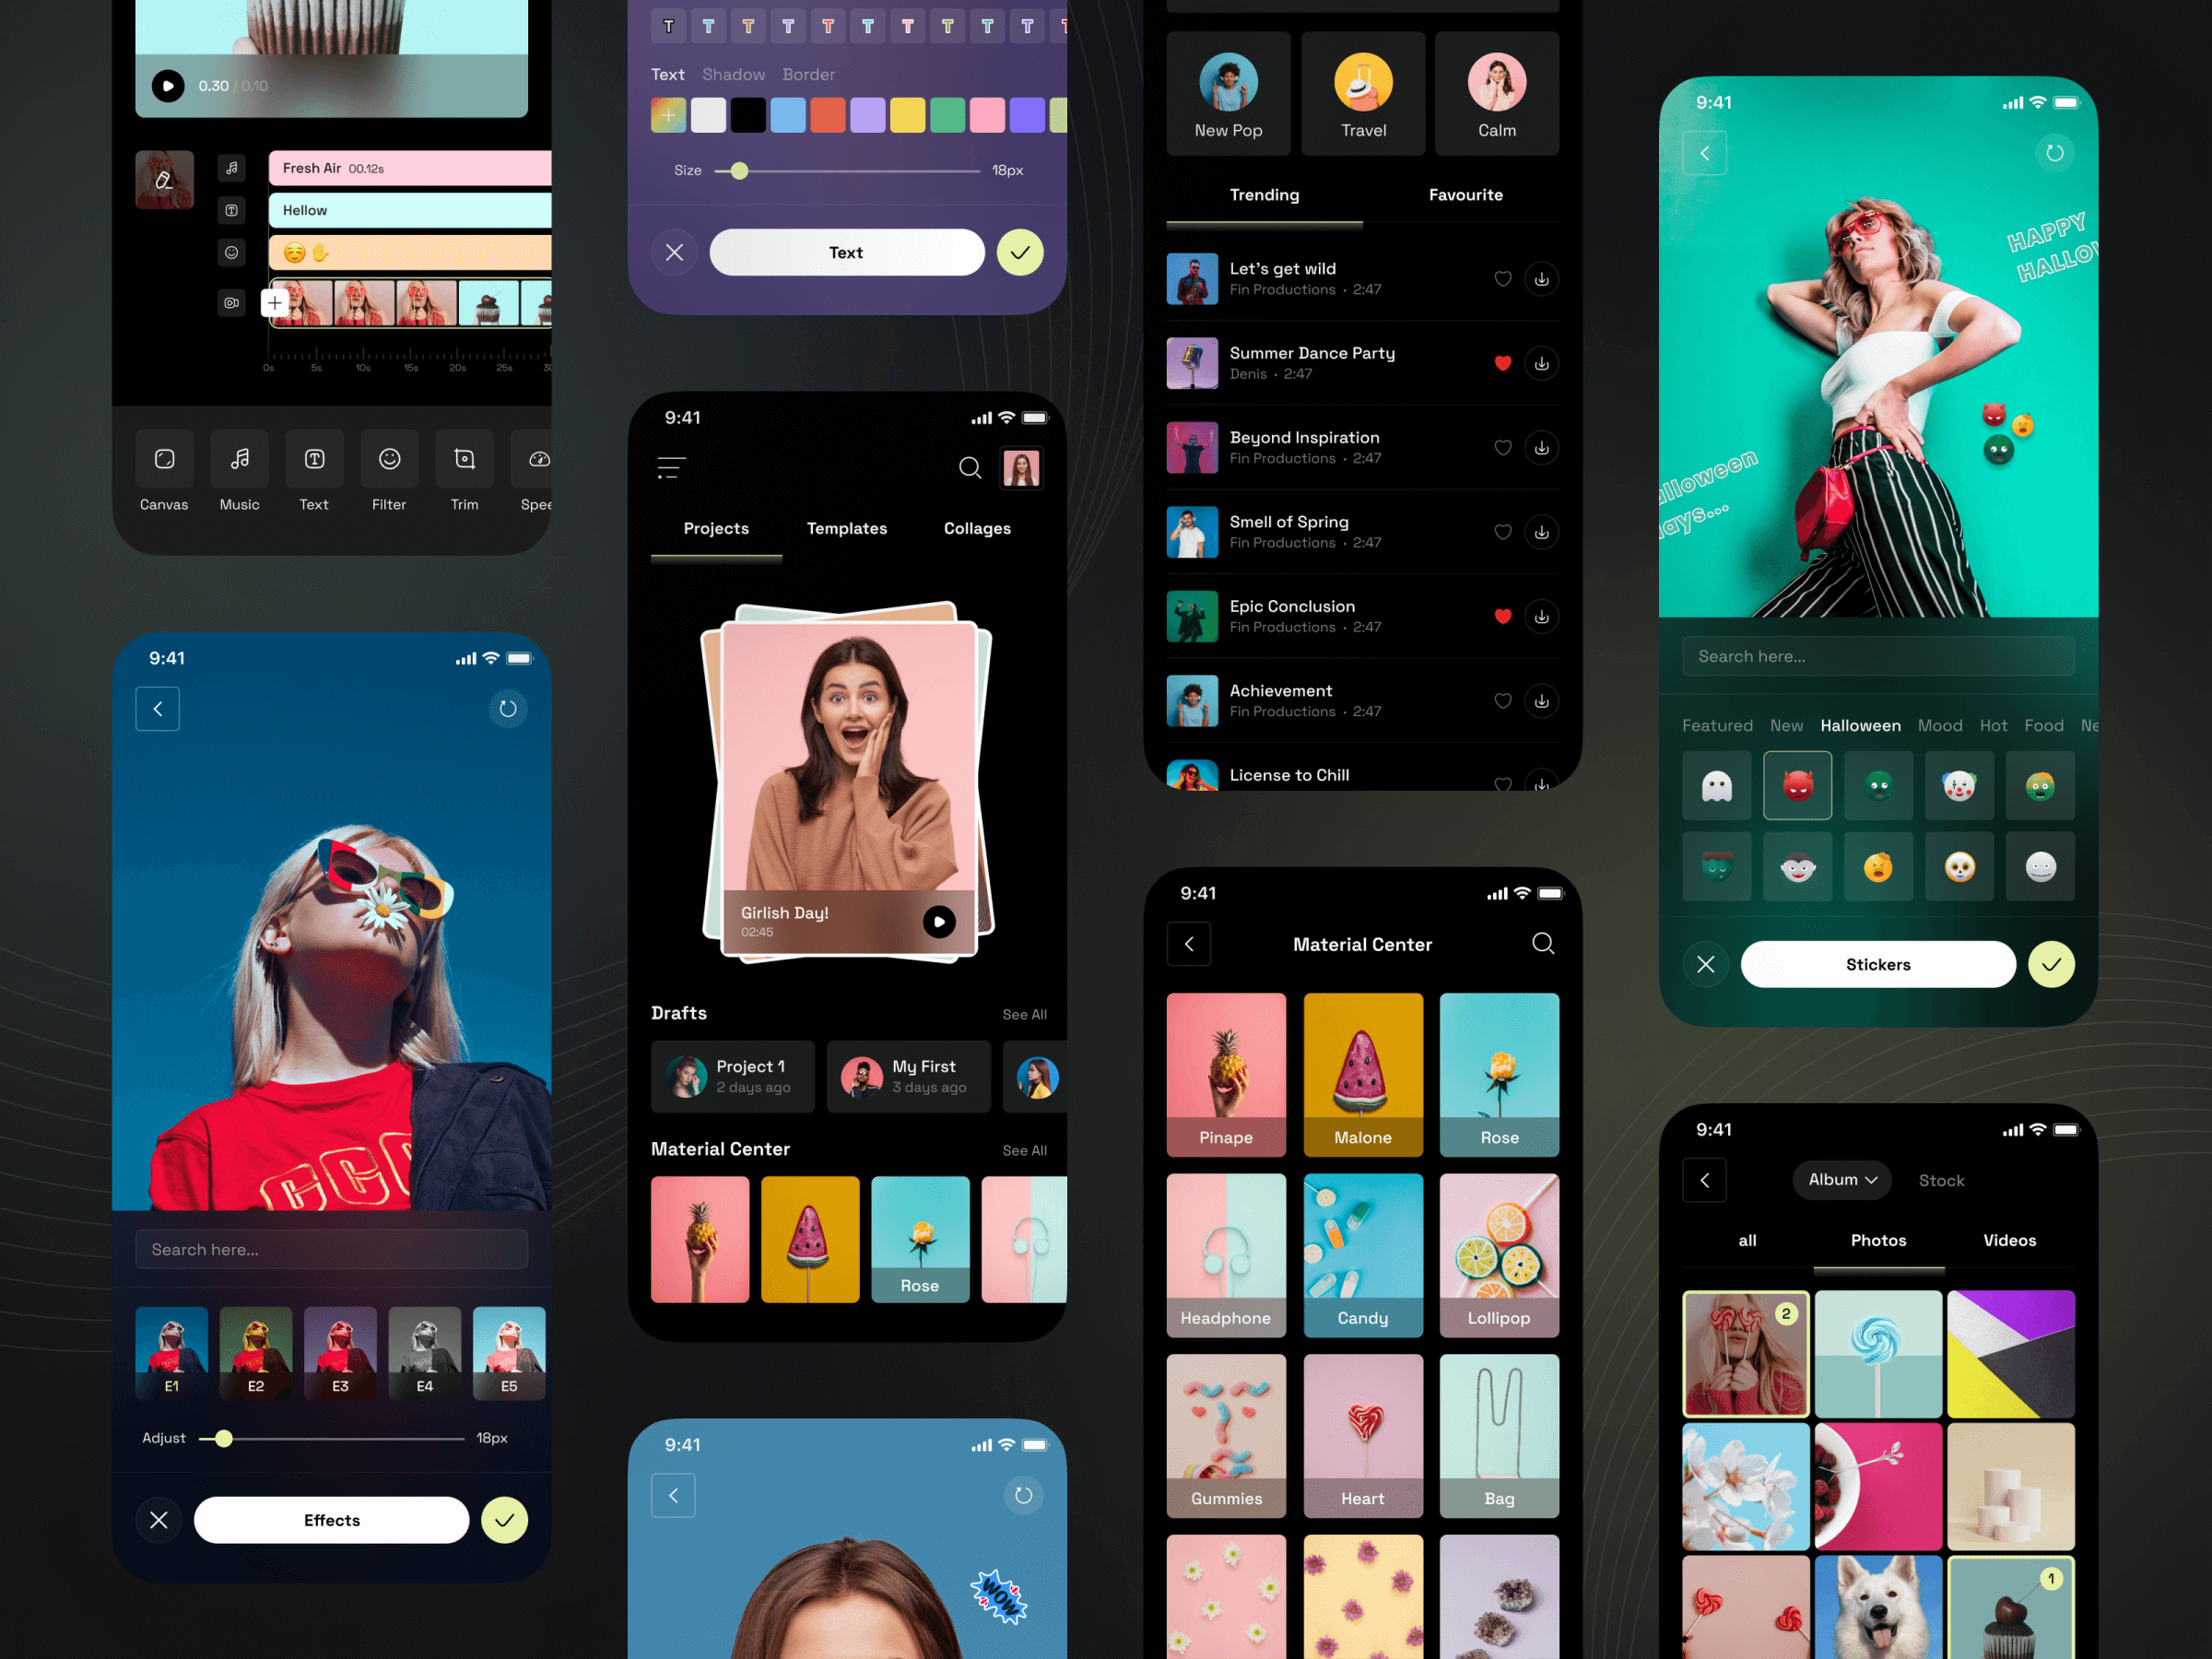 0.30 / 0.10
Fresh Air 00.12s
Hellow
0s 5s 10s 15s 20s 25s
Canvas Music Text Filter Trim
9:41
Search here...
E1 E2 E3 E4 E5
Adjust 18px
Effects
T T T T T T T T T T
Text Shadow Border
Size 18px
Text
9:41
Projects Templates Collages
Girlish Day!
02:45
Drafts See All
Project 1
2 days ago
My First
3 days ago
Material Center See All
Rose
9:41
WOW
New Pop Travel Calm
Trending Favourite
Let's get wild
Fin Productions · 2:47
Summer Dance Party
Denis · 2:47
Beyond Inspiration
Fin Productions · 2:47
Smell of Spring
Fin Productions · 2:47
Epic Conclusion
Fin Productions · 2:47
Achievement
Fin Productions · 2:47
License to Chill
9:41
Material Center
Pinape Malone Rose
Headphone Candy Lollipop
Gummies Heart Bag
9:41
HAPPY
HALLOW
alloween
ays...
Search here...
Featured New Halloween Mood Hot Food Ne
Stickers
9:41
Album Stock
all Photos Videos
2
1